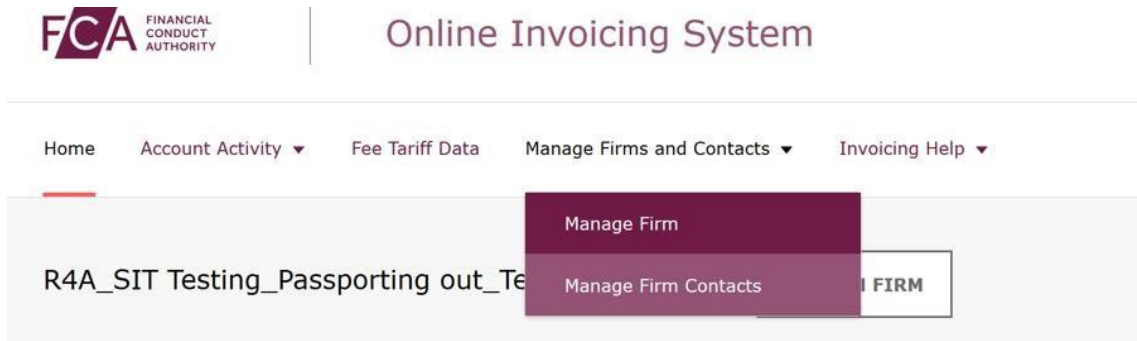 FCA
FINANCIAL
CONDUCT
AUTHORITY
Online Invoicing System
Home Account Activity Fee Tariff Data Manage Firms and Contacts Invoicing Help
Manage Firm
R4A_SIT Testing_Passporting out_Te
Manage Firm Contacts
FIRM